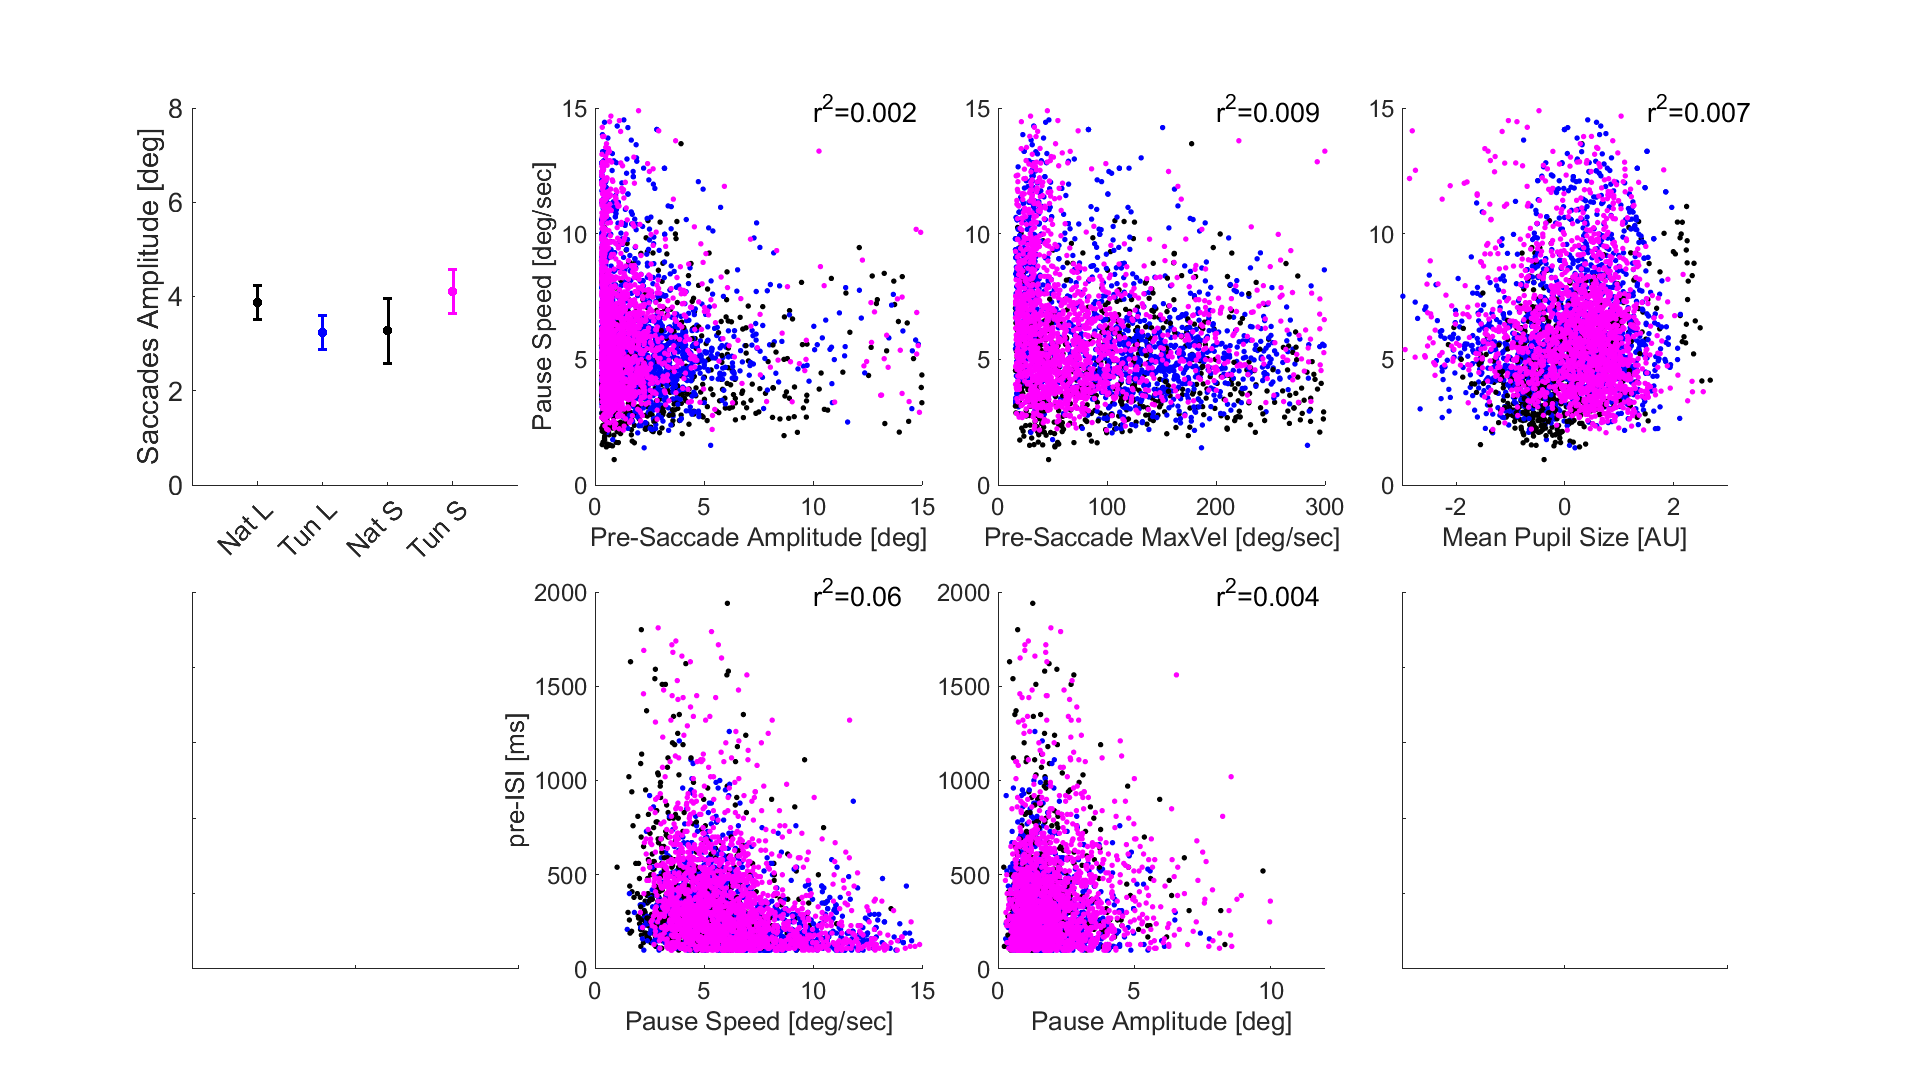 Saccades Amplitude [deg]
8
6
4
2
0
Nat L
Tun L
Nat S
Tun S
Pause Speed [deg/sec]
15
10
5
0
r²=0.002
0 5 10 15
Pre-Saccade Amplitude [deg]
15
10
5
0
r²=0.009
0 100 200 300
Pre-Saccade MaxVel [deg/sec]
15
10
5
0
r²=0.007
-2 0 2
Mean Pupil Size [AU]
pre-ISI [ms]
2000
1500
1000
500
0
r²=0.06
0 5 10 15
Pause Speed [deg/sec]
2000
1500
1000
500
0
r²=0.004
0 5 10
Pause Amplitude [deg]